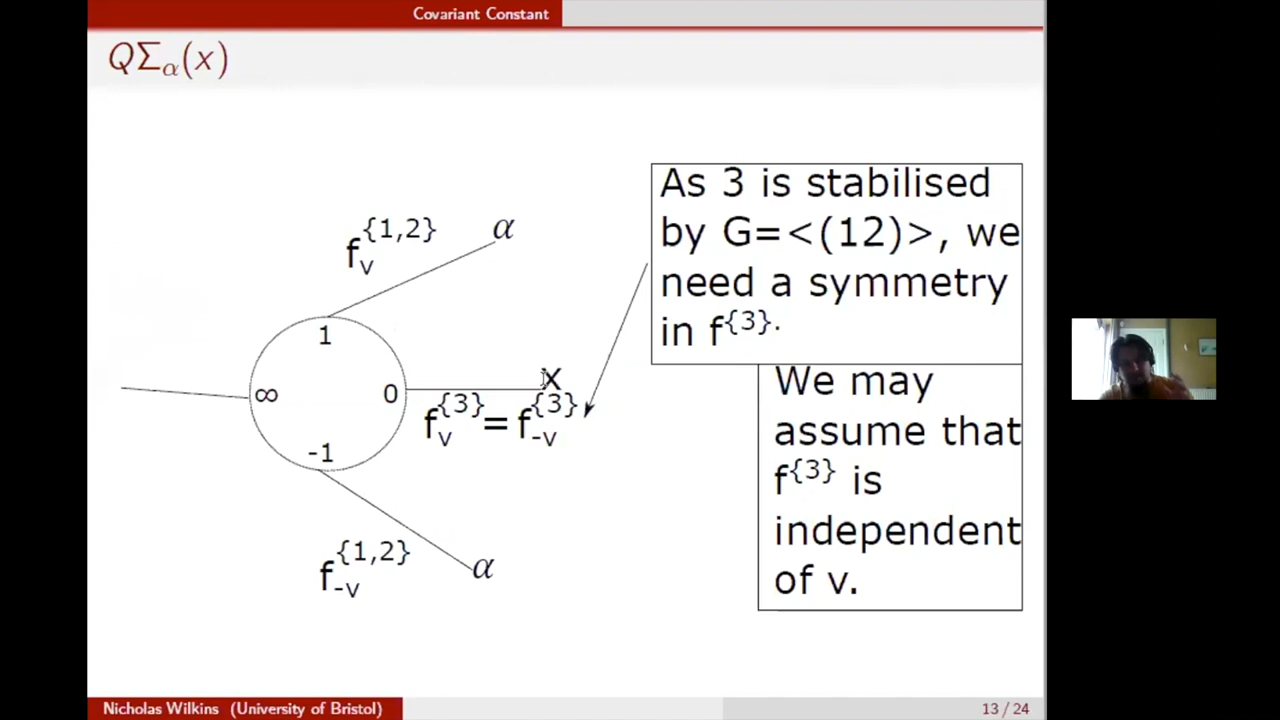 Covariant Constant
QΣα(x)
f_v^{1,2}
α
1
∞
0
x
f_v^{3} = f_-v^{3}
-1
f_-v^{1,2}
α
As 3 is stabilised
by G=<(12)>, we
need a symmetry
in f^{3}.
We may
assume that
f^{3} is
independent
of v.
Nicholas Wilkins (University of Bristol)
13 / 24